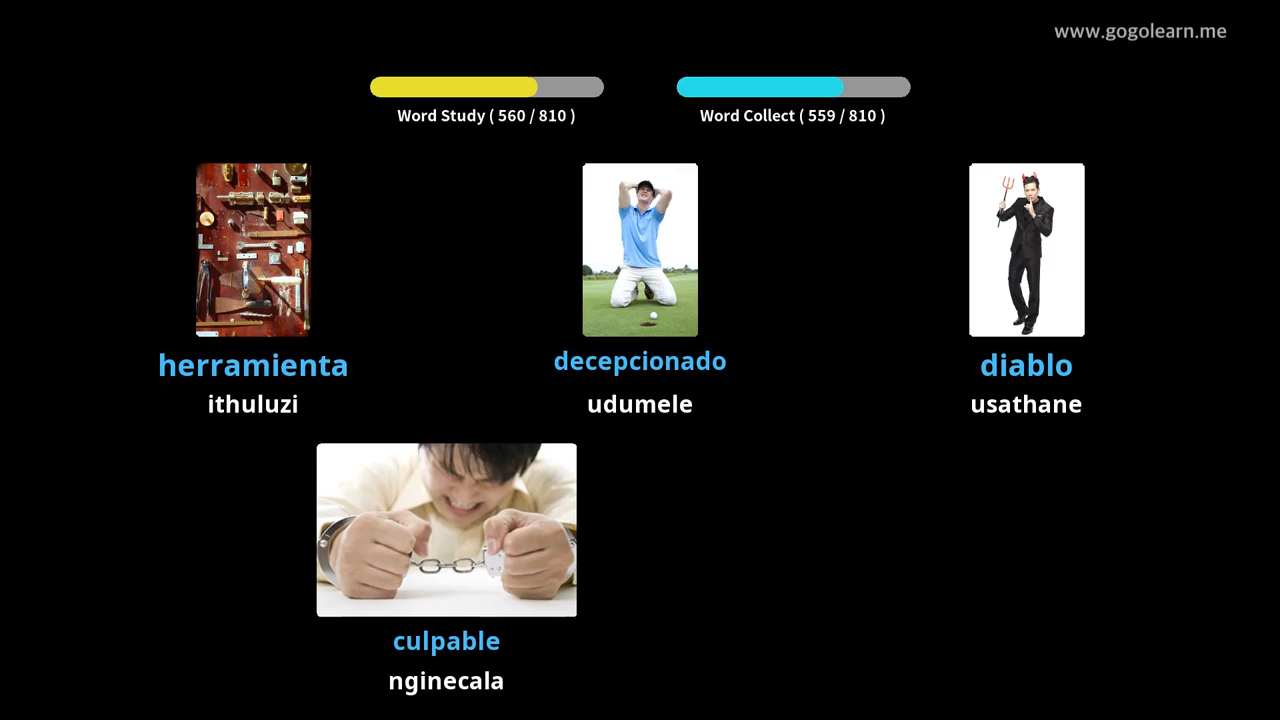 www.gogolearn.me
Word Study ( 560 / 810 )
Word Collect ( 559 / 810 )
herramienta
ithuluzi
decepcionado
udumele
diablo
usathane
culpable
nginecala